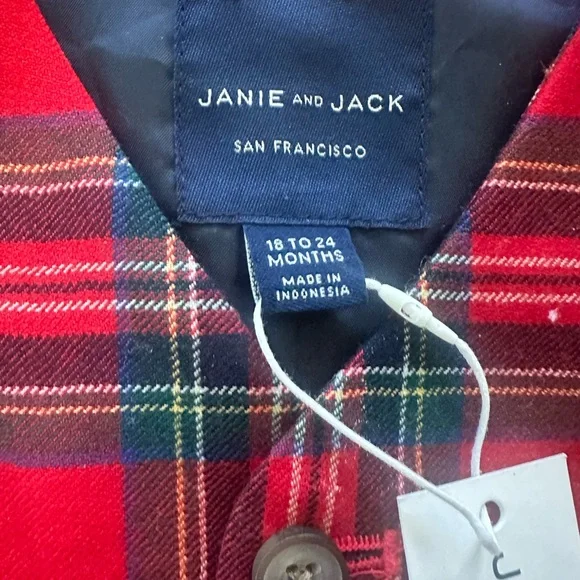 JANIE AND JACK
SAN FRANCISCO
18 TO 24
MONTHS
MADE IN
INDONESIA